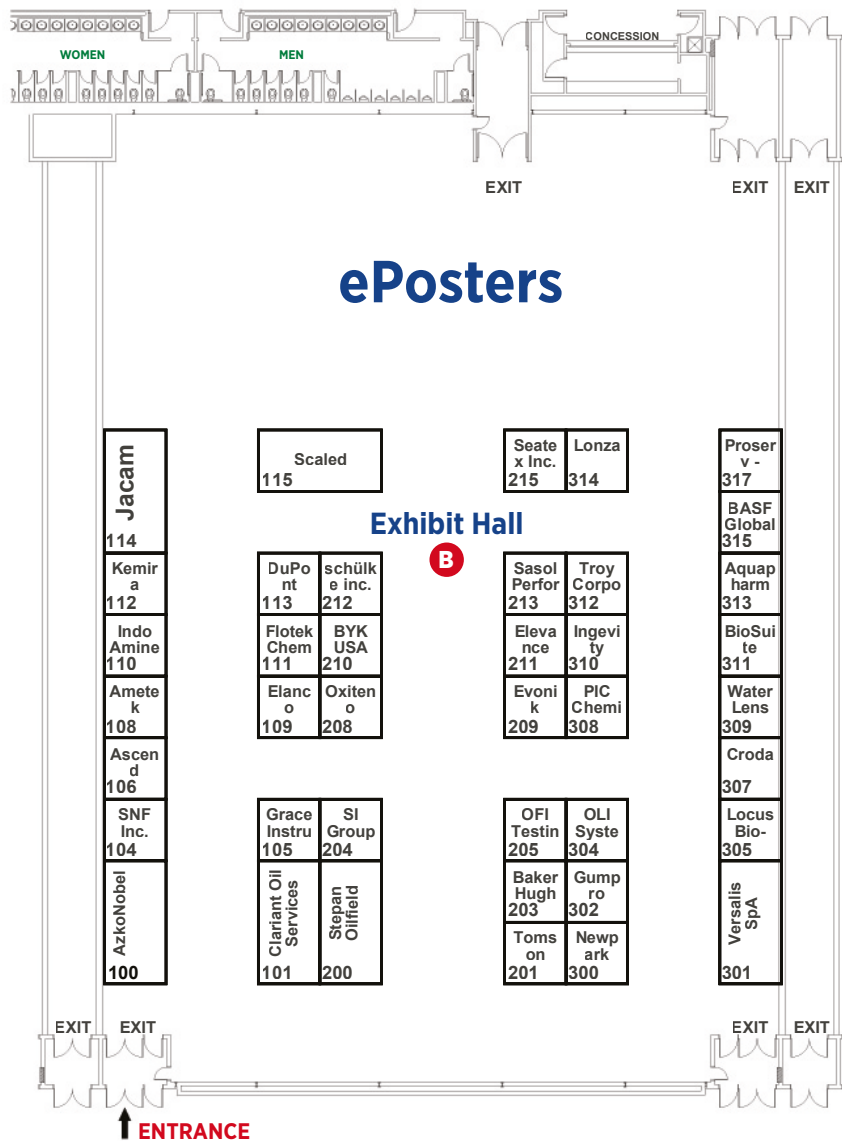 CONCESSION
WOMEN
MEN
EXIT
EXIT
EXIT
ePosters
Jacam
114
Scaled
115
Seate
x Inc.
215
Lonza
314
Proser
v -
317
Exhibit Hall
B
BASF
Global
315
Kemir
a
112
DuPo
nt
113
schülk
e inc.
212
Sasol
Perfor
213
Troy
Corpo
312
Aquap
harm
313
Indo
Amine
110
Flotek
Chem
111
BYK
USA
210
Eleva
nce
211
Ingevi
ty
310
BioSui
te
311
Amete
k
108
Elanc
o
109
Oxiten
o
208
Evoni
k
209
PIC
Chemi
308
Water
Lens
309
Ascen
d
106
Croda
307
SNF
Inc.
104
Grace
Instru
105
SI
Group
204
OFI
Testin
205
OLI
Syste
304
Locus
Bio-
305
AzkoNobel
100
Clariant Oil
Services
101
Stepan
Oilfield
200
Baker
Hugh
203
Gump
ro
302
Versalis
SpA
301
Toms
on
201
Newp
ark
300
EXIT
EXIT
EXIT
EXIT
ENTRANCE